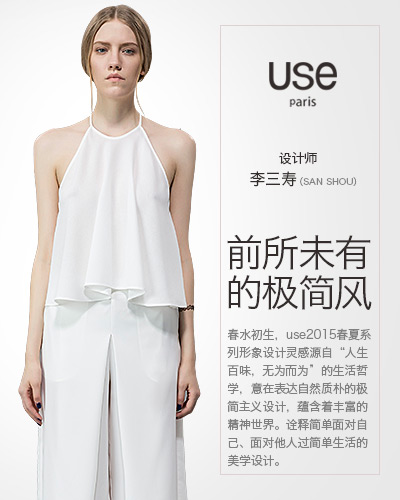 use
paris
设计师
李三寿(SAN SHOU)
前所未有
的极简风
春水初生，use2015春夏系
列形象设计灵感源自“人生
百味，无为而为”的生活哲
学，意在表达自然质朴的极
简主义设计，蕴含着丰富的
精神世界。诠释简单面对自
己、面对他人过简单生活的
美学设计。